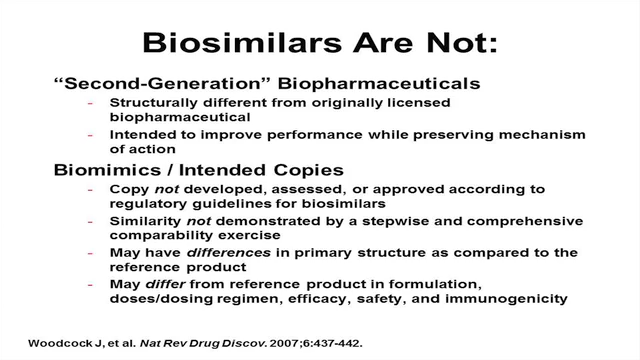 Biosimilars Are Not:
“Second-Generation” Biopharmaceuticals
- Structurally different from originally licensed
biopharmaceutical
- Intended to improve performance while preserving mechanism
of action
Biomimics / Intended Copies
- Copy not developed, assessed, or approved according to
regulatory guidelines for biosimilars
- Similarity not demonstrated by a stepwise and comprehensive
comparability exercise
- May have differences in primary structure as compared to the
reference product
- May differ from reference product in formulation,
doses/dosing regimen, efficacy, safety, and immunogenicity
Woodcock J, et al. Nat Rev Drug Discov. 2007;6:437-442.